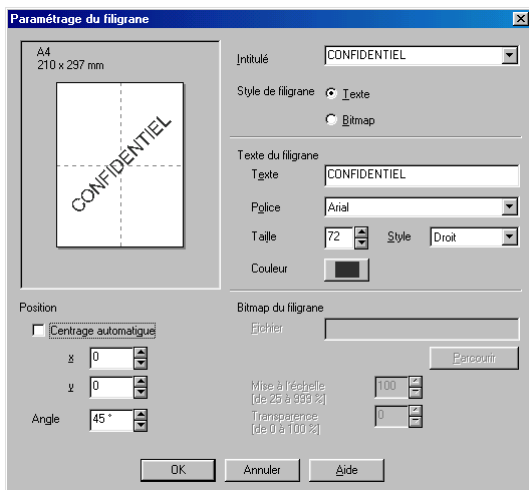 Paramétrage du filigrane
A4
210 x 297 mm
CONFIDENTIEL
Intitulé CONFIDENTIEL
Style de filigrane Texte
Bitmap
Texte du filigrane
Texte CONFIDENTIEL
Police Arial
Taille 72 Style Droit
Couleur
Position
Centrage automatique
x 0
y 0
Angle 45 °
Bitmap du filigrane
Fichier
Parcourir
Mise à l'échelle 100
[de 25 à 999 %]
Transparence 0
[de 0 à 100 %]
OK Annuler Aide